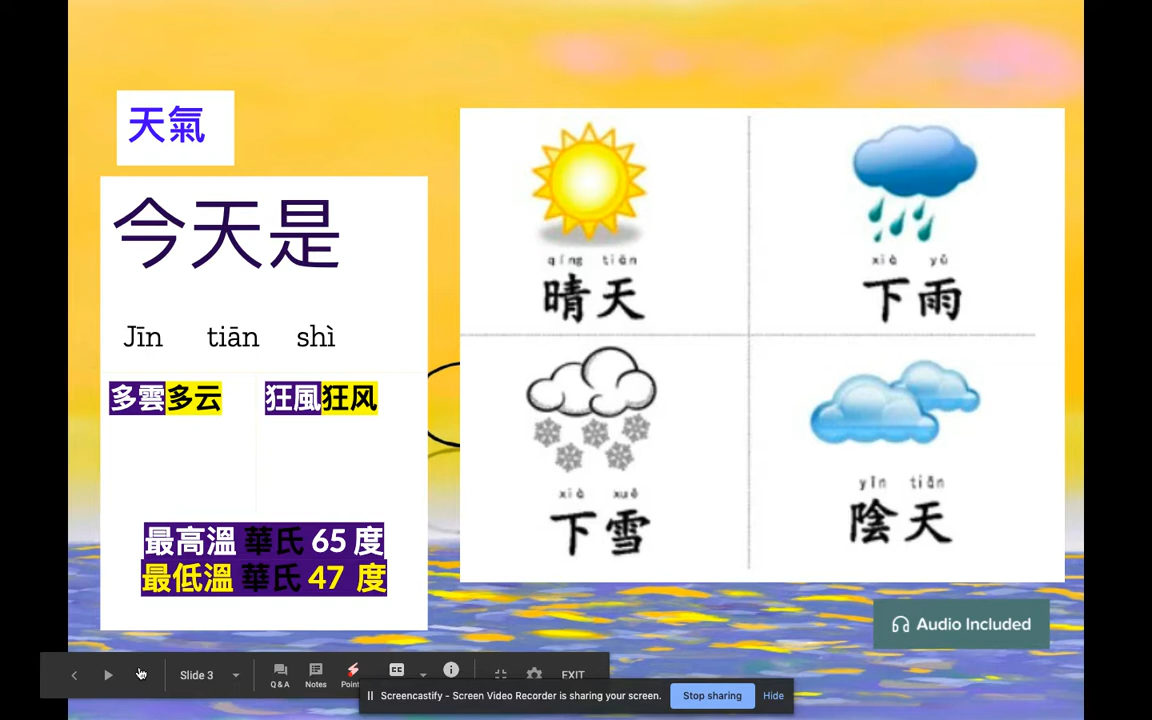 天氣
今天是
Jīn tiān shì
多雲多云 狂風狂风
最高溫 華氏 65 度
最低溫 華氏 47 度
qíng tiān
晴天
xià yǔ
下雨
xià xuě
下雪
yīn tiān
陰天
Audio Included
Slide 3
Q&A
Notes
Poin
CC
EXIT
Screencastify - Screen Video Recorder is sharing your screen.
Stop sharing
Hide